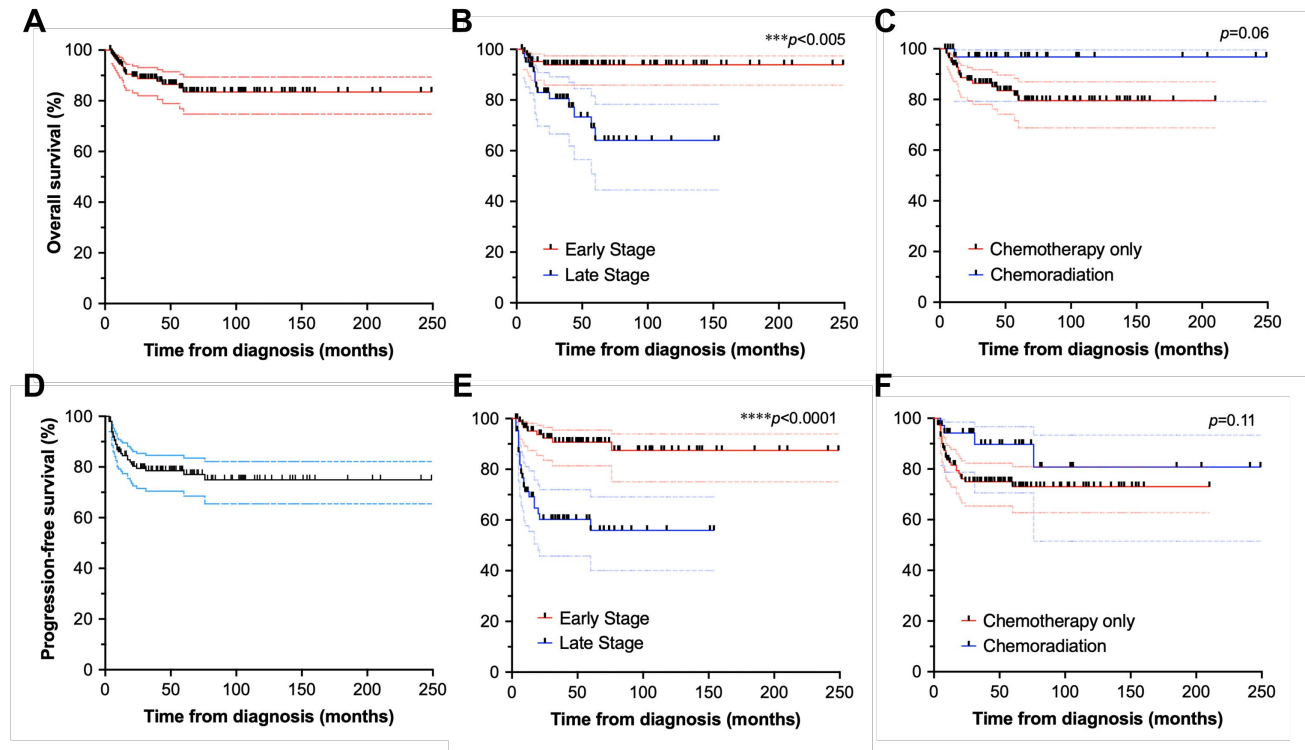 A
Overall survival (%)
100
80
60
40
20
0
0 50 100 150 200 250
Time from diagnosis (months)
B
***p<0.005
100
80
60
40
20
0
Early Stage
Late Stage
0 50 100 150 200 250
Time from diagnosis (months)
C
p=0.06
100
80
60
40
20
0
Chemotherapy only
Chemoradiation
0 50 100 150 200 250
Time from diagnosis (months)
D
Progression-free survival (%)
100
80
60
40
20
0
0 50 100 150 200 250
Time from diagnosis (months)
E
****p<0.0001
100
80
60
40
20
0
Early Stage
Late Stage
0 50 100 150 200 250
Time from diagnosis (months)
F
p=0.11
100
80
60
40
20
0
Chemotherapy only
Chemoradiation
0 50 100 150 200 250
Time from diagnosis (months)